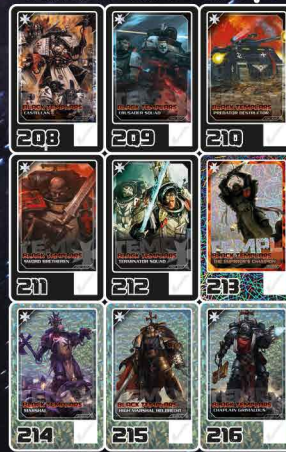 BLACK TEMPLARS
CASTELLAN
208
BLACK TEMPLARS
CRUSADER SQUAD
209
BLACK TEMPLARS
PREDATOR DESTRUCTOR
210
BLACK TEMPLARS
SWORD BRETHREN
211
BLACK TEMPLARS
TERMINATOR SQUAD
212
TEMPL
BLACK TEMPLARS
THE EMPEROR'S CHAMPION
213
BLACK TEMPLARS
MARSHAL
214
BLACK TEMPLARS
HIGH MARSHAL HELBRECHT
215
BLACK TEMPLARS
CHAPLAIN GRIMALDUS
216